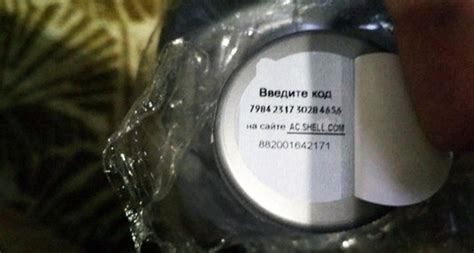 Введите код
7984 2317 3028 4656
на сайте AC.SHELL.COM
882001642171